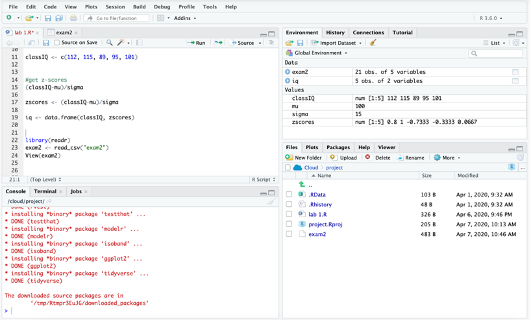 File Edit Code View Plots Session Build Debug Profile Tools Help
Go to file/function
Addins
R 3.6.0
lab 1.R*
exam2
Source on Save
Run
Source
11 classIQ <- c(112, 115, 89, 95, 101)
12
13
14 #get z-scores
15 (classIQ-mu)/sigma
16
17 zscores <- (classIQ-mu)/sigma
18
19 iq <- data.frame(classIQ, zscores)
20
21
22 library(readr)
23 exam2 <- read_csv("exam2")
24 View(exam2)
21:1 (Top Level) R Script
Console Terminal Jobs
/cloud/project/
* installing *binary* package 'testthat' ...
* DONE (testthat)
* installing *binary* package 'modelr' ...
* DONE (modelr)
* installing *binary* package 'isoband' ...
* DONE (isoband)
* installing *binary* package 'ggplot2' ...
* DONE (ggplot2)
* installing *binary* package 'tidyverse' ...
* DONE (tidyverse)
The downloaded source packages are in
'/tmp/Rtmpr3EuJG/downloaded_packages'
>
Environment History Connections Tutorial
Import Dataset
List
Global Environment
Data
exam2 21 obs. of 5 variables
iq 5 obs. of 2 variables
Values
classIQ num [1:5] 112 115 89 95 101
mu 100
sigma 15
zscores num [1:5] 0.8 1 -0.7333 -0.3333 0.0667
Files Plots Packages Help Viewer
New Folder Upload Delete Rename More
Cloud project
Name Size Modified
..
.RData 103 B Apr 1, 2020, 9:32 AM
.Rhistory 48 B Apr 1, 2020, 9:32 AM
lab 1.R 326 B Apr 6, 2020, 9:46 PM
project.Rproj 205 B Apr 7, 2020, 10:13 AM
exam2 483 B Apr 7, 2020, 10:46 AM